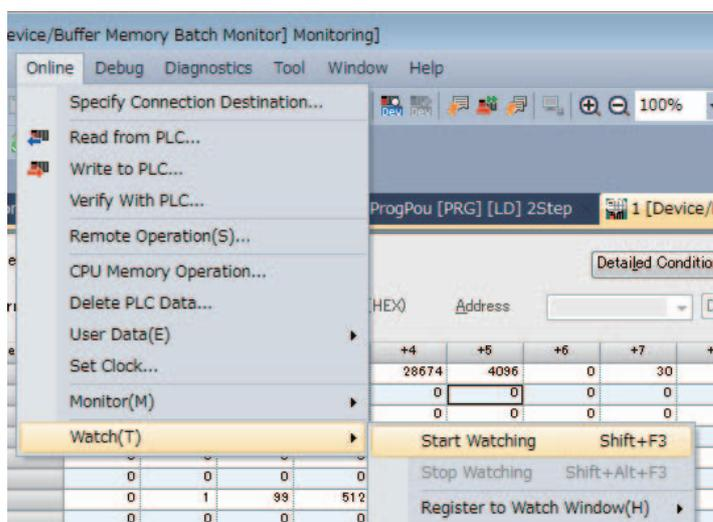 evice/Buffer Memory Batch Monitor] Monitoring]
Online Debug Diagnostics Tool Window Help
Specify Connection Destination...
100%
Read from PLC...
Write to PLC...
Verify With PLC...
ProgPou [PRG] [LD] 2Step 1 [Device/
Remote Operation(S)...
CPU Memory Operation...
Detailed Conditio
Delete PLC Data...
(HEX) Address
User Data(E)
+4 +5 +6 +7
Set Clock...
28674 4096 0 30
0 0 0 0
Monitor(M)
0 0 0 0
Watch(T)
Start Watching Shift+F3
0 0 0 0
Stop Watching Shift+Alt+F3
0 1 99 512
Register to Watch Window(H)
0 0 0 0